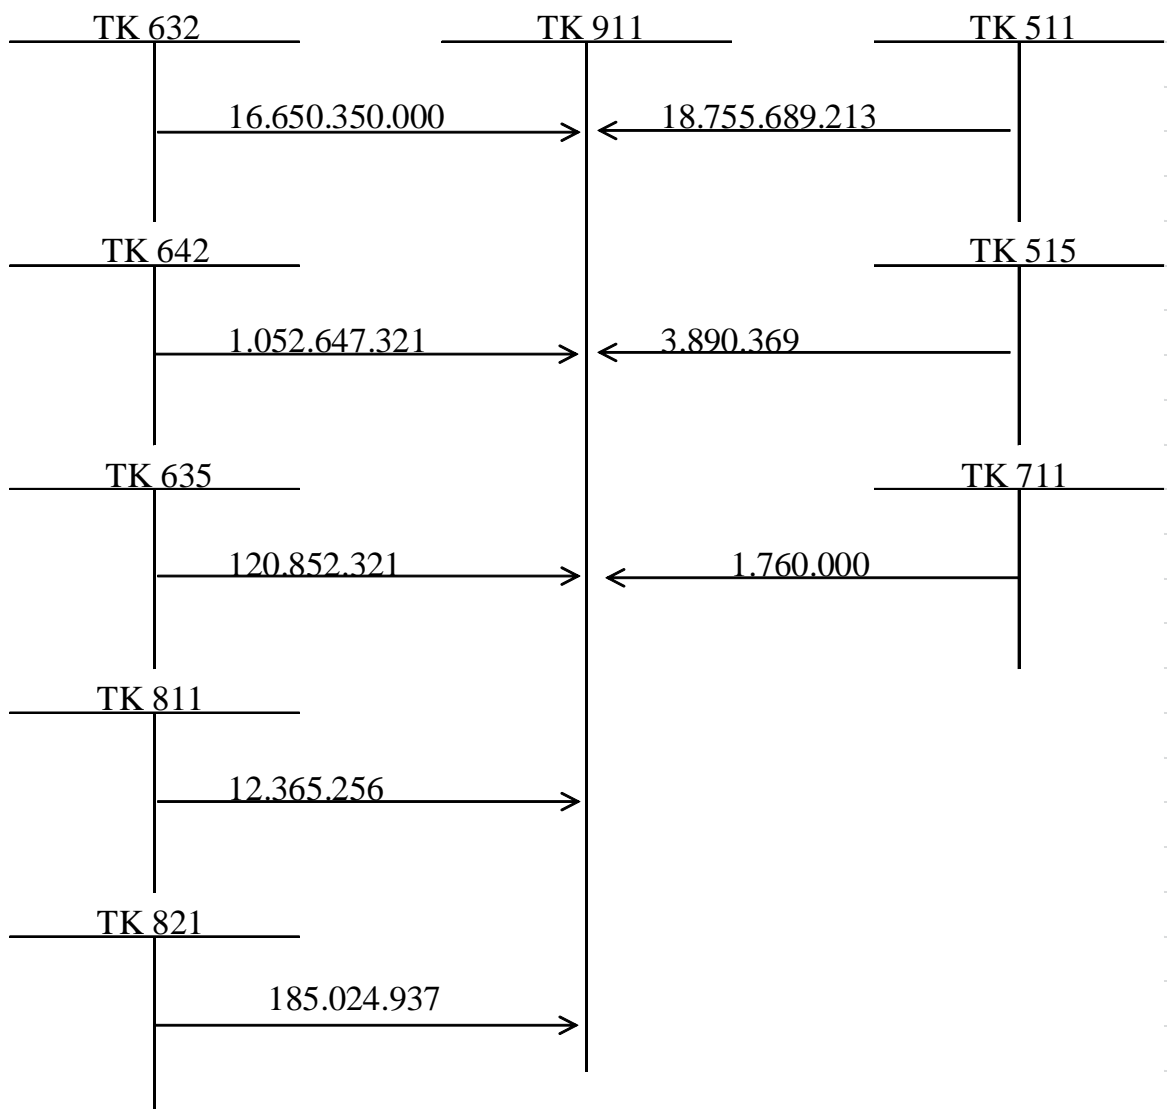 TK 632 TK 911 TK 511
16.650.350.000 18.755.689.213
TK 642 TK 515
1.052.647.321 3.890.369
TK 635 TK 711
120.852.321 1.760.000
TK 811
12.365.256
TK 821
185.024.937